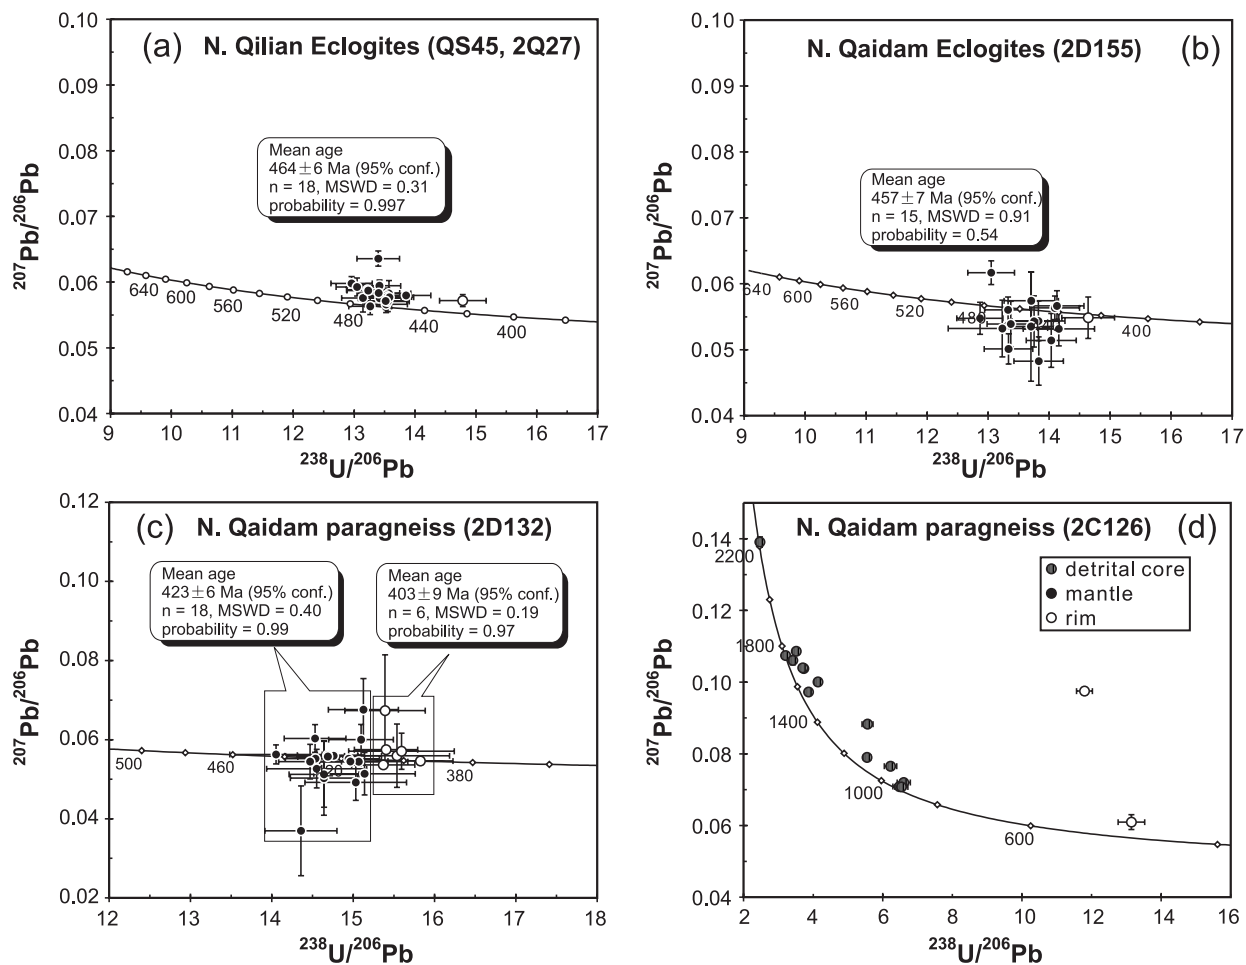 (a) N. Qilian Eclogites (QS45, 2Q27)
0.10
0.09
0.08
0.07
0.06
0.05
0.04
207Pb/206Pb
Mean age
464±6 Ma (95% conf.)
n = 18, MSWD = 0.31
probability = 0.997
640
600
560
520
480
440
400
9 10 11 12 13 14 15 16 17
238U/206Pb
N. Qaidam Eclogites (2D155) (b)
0.10
0.09
0.08
0.07
0.06
0.05
0.04
207Pb/206Pb
Mean age
457±7 Ma (95% conf.)
n = 15, MSWD = 0.91
probability = 0.54
640
600
560
520
400
9 10 11 12 13 14 15 16 17
238U/206Pb
(c) N. Qaidam paragneiss (2D132)
0.12
0.10
0.08
0.06
0.04
0.02
207Pb/206Pb
Mean age
423±6 Ma (95% conf.)
n = 18, MSWD = 0.40
probability = 0.99
Mean age
403±9 Ma (95% conf.)
n = 6, MSWD = 0.19
probability = 0.97
500
460
380
12 14 15 16 17 18
238U/206Pb
N. Qaidam paragneiss (2C126) (d)
0.14
0.12
0.10
0.08
0.06
0.04
207Pb/206Pb
detrital core
mantle
rim
2200
1800
1400
1000
600
2 4 6 8 10 12 14 16
238U/206Pb